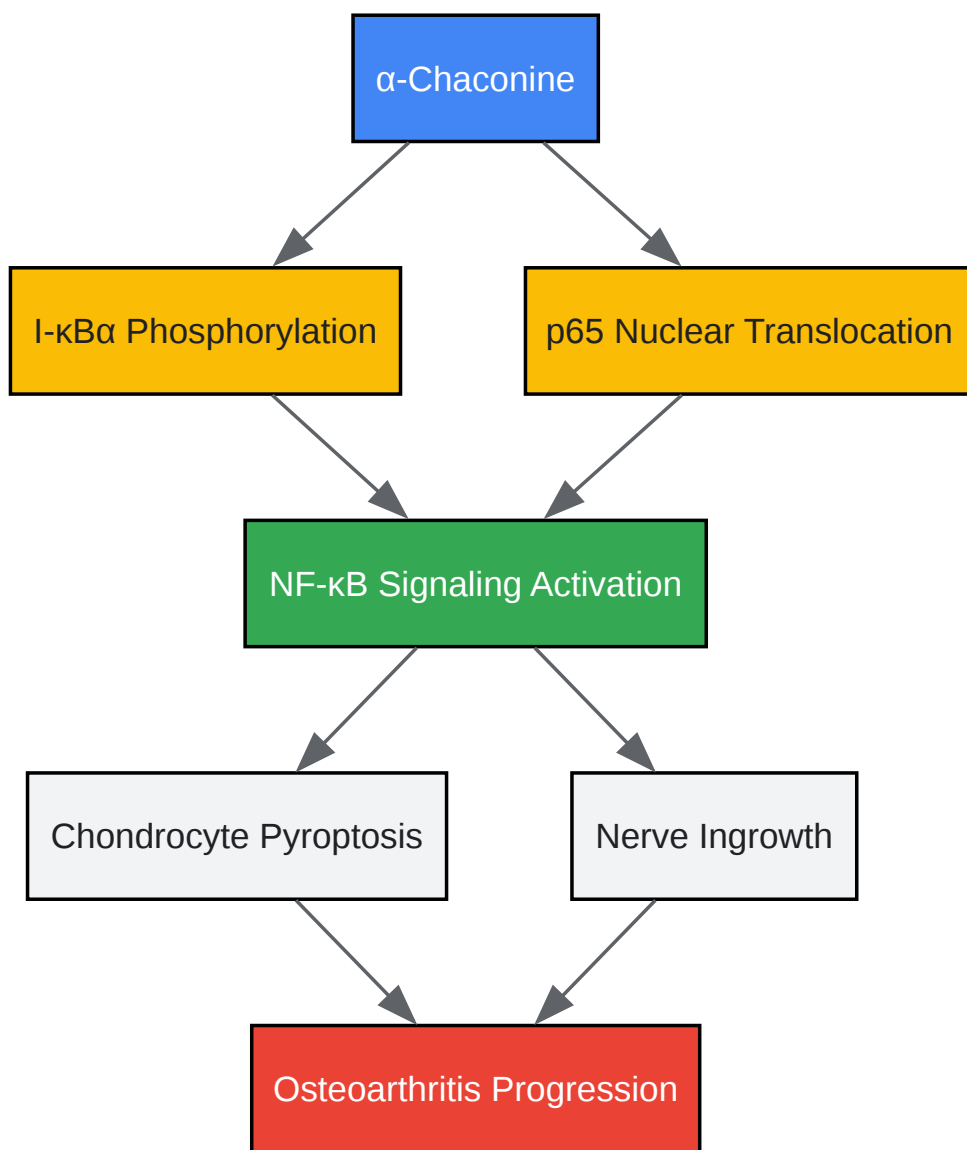 α-Chaconine
I-κBα Phosphorylation
p65 Nuclear Translocation
NF-κB Signaling Activation
Chondrocyte Pyroptosis
Nerve Ingrowth
Osteoarthritis Progression